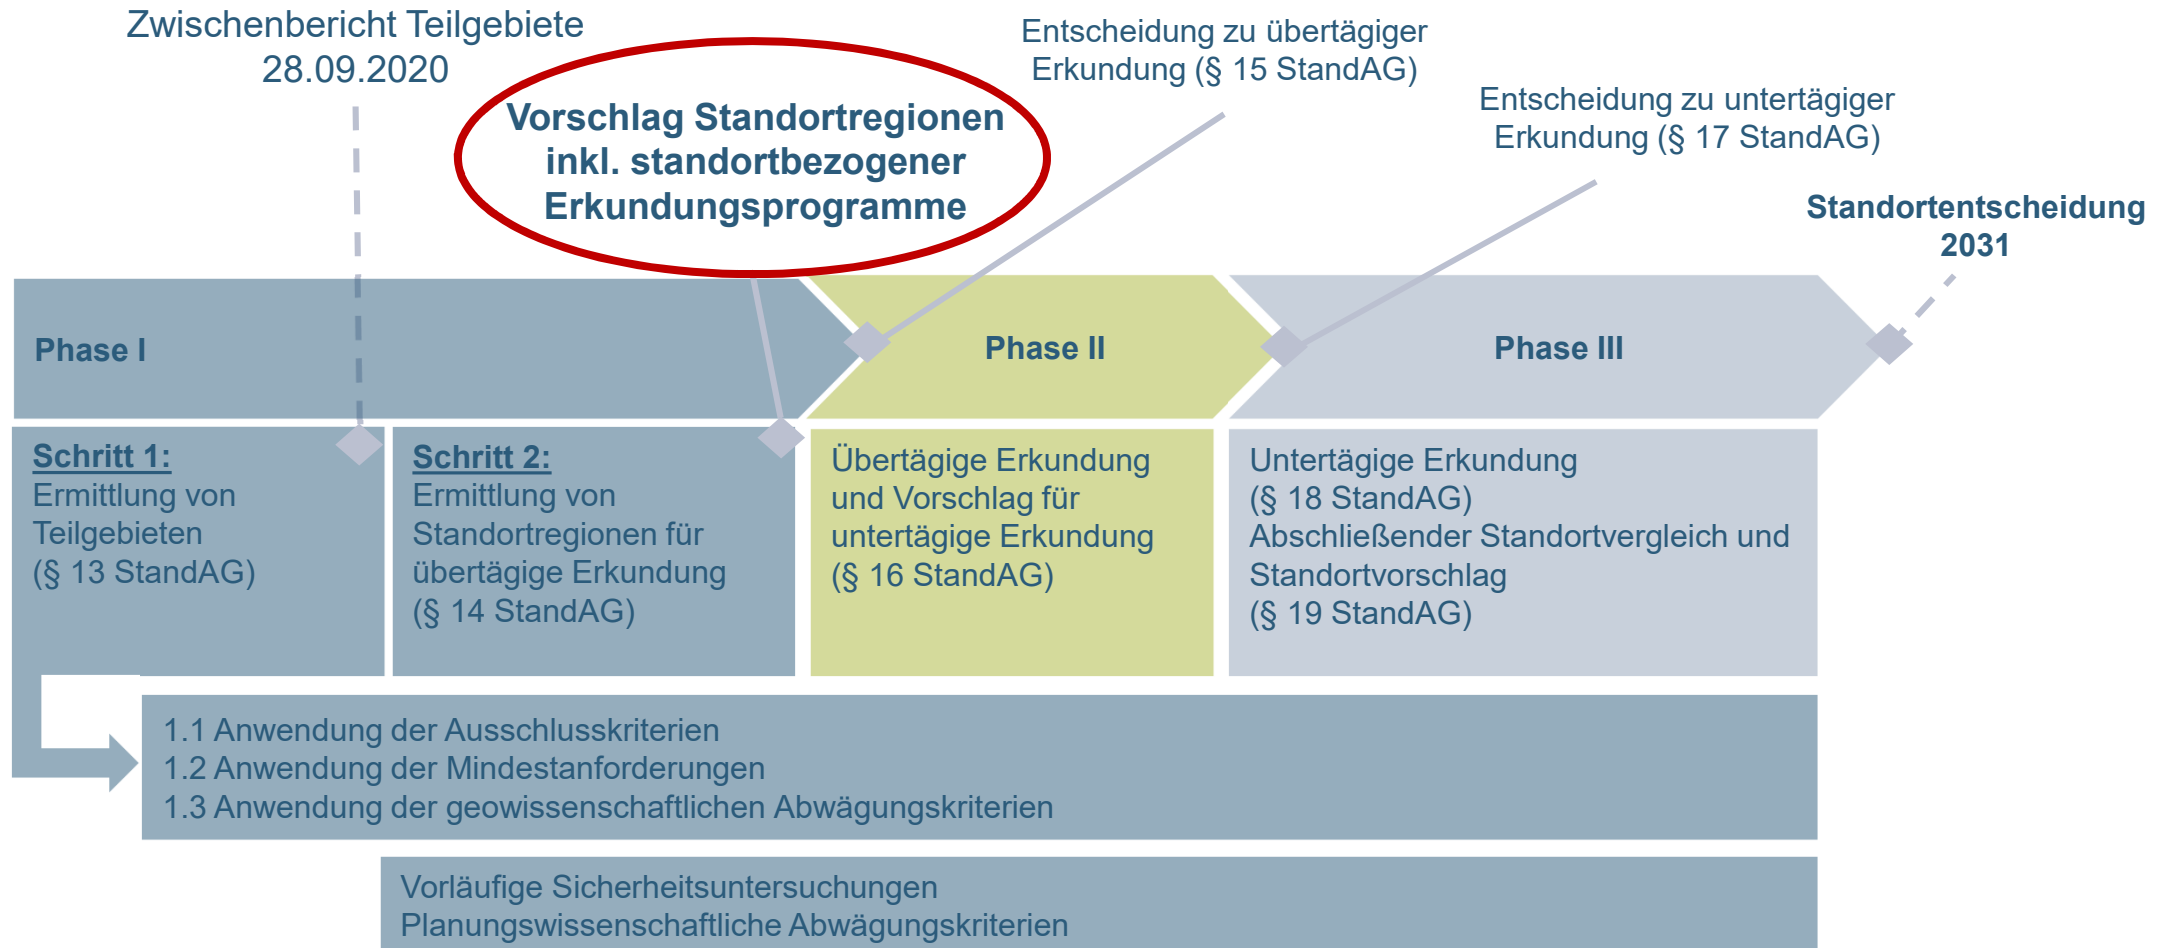 Zwischenbericht Teilgebiete
28.09.2020
Vorschlag Standortregionen
inkl. standortbezogener
Erkundungsprogramme
Entscheidung zu übertägiger
Erkundung (§ 15 StandAG)
Entscheidung zu untertägiger
Erkundung (§ 17 StandAG)
Standortentscheidung
2031
Phase I
Phase II
Phase III
Schritt 1:
Ermittlung von
Teilgebieten
(§ 13 StandAG)
Schritt 2:
Ermittlung von
Standortregionen für
übertägige Erkundung
(§ 14 StandAG)
Übertägige Erkundung
und Vorschlag für
untertägige Erkundung
(§ 16 StandAG)
Untertägige Erkundung
(§ 18 StandAG)
Abschließender Standortvergleich und
Standortvorschlag
(§ 19 StandAG)
1.1 Anwendung der Ausschlusskriterien
1.2 Anwendung der Mindestanforderungen
1.3 Anwendung der geowissenschaftlichen Abwägungskriterien
Vorläufige Sicherheitsuntersuchungen
Planungswissenschaftliche Abwägungskriterien